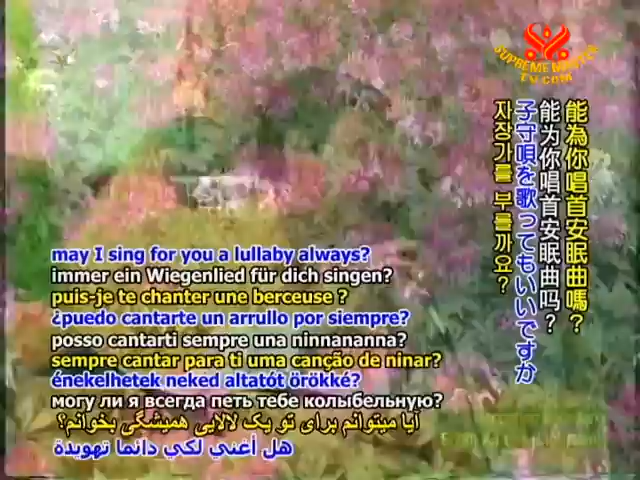 SUPREME MASTER
TV.COM
能為你唱首安眠曲嗎?
能为你唱首安眠曲吗?
子守唄を歌ってもいいですか
자장가를 부를까요?
may I sing for you a lullaby always?
immer ein Wiegenlied für dich singen?
puis-je te chanter une berceuse ?
¿puedo cantarte un arrullo por siempre?
posso cantarti sempre una ninnananna?
sempre cantar para ti uma canção de ninar?
énekelhetek neked altatót örökké?
могу ли я всегда петь тебе колыбельную?
آیا میتوانم برای تو یک لالایی همیشگی بخوانم؟
هل أغني لكي دائما تهويدة